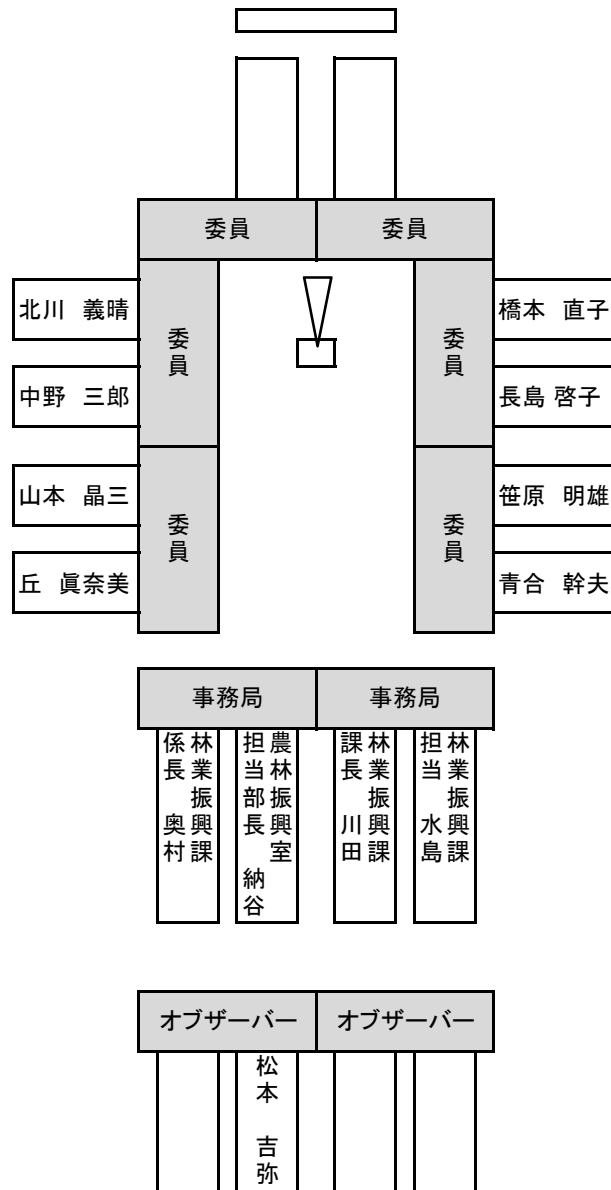 委員 委員
北川 義晴
橋本 直子
委員
委員
中野 三郎
長島 啓子
山本 晶三
笹原 明雄
委員
委員
丘 眞奈美
青合 幹夫
事務局 事務局
林業振興課
係長 奥村
農林振興室
担当部長 納谷
林業振興課
課長 川田
林業振興課
担当 水島
オブザーバー オブザーバー
松本 吉弥